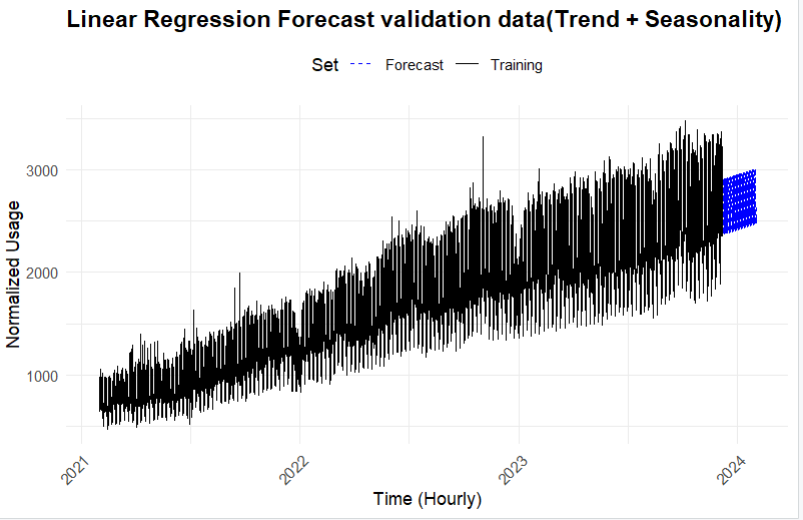 Linear Regression Forecast validation data(Trend + Seasonality)
Set Forecast Training
Normalized Usage
3000
2000
1000
2021
2022
2023
2024
Time (Hourly)